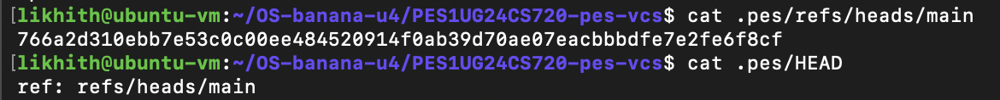 [likhith@ubuntu-vm:~/OS-banana-u4/PES1UG24CS720-pes-vcs$ cat .pes/refs/heads/main
766a2d310ebb7e53c0c00ee484520914f0ab39d70ae07eacbbbdfe7e2fe6f8cf
[likhith@ubuntu-vm:~/OS-banana-u4/PES1UG24CS720-pes-vcs$ cat .pes/HEAD
ref: refs/heads/main